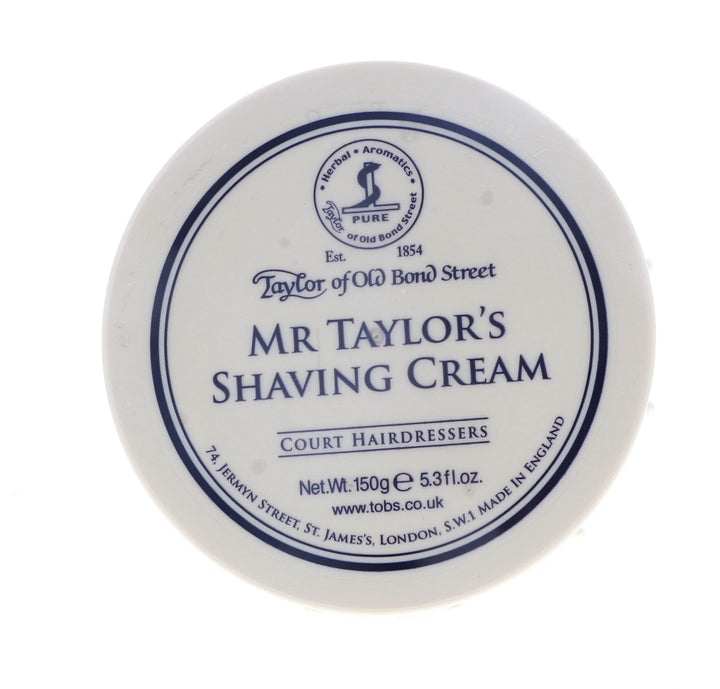 Herbal • Aromatics •
PURE
Taylor of Old Bond Street
Est. 1854
Taylor of Old Bond Street
MR TAYLOR'S
SHAVING CREAM
COURT HAIRDRESSERS
Net.Wt. 150g e 5.3fl.oz.
www.tobs.co.uk
74, JERMYN STREET, ST. JAMES'S, LONDON, S.W.1 MADE IN ENGLAND